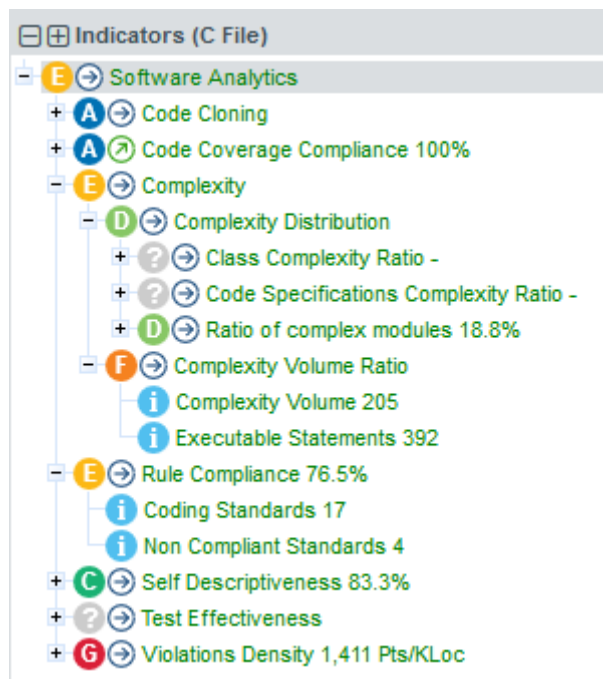 Indicators (C File)
E Software Analytics
A Code Cloning
A Code Coverage Compliance 100%
E Complexity
D Complexity Distribution
? Class Complexity Ratio -
? Code Specifications Complexity Ratio -
D Ratio of complex modules 18.8%
F Complexity Volume Ratio
i Complexity Volume 205
i Executable Statements 392
E Rule Compliance 76.5%
i Coding Standards 17
i Non Compliant Standards 4
C Self Descriptiveness 83.3%
? Test Effectiveness
G Violations Density 1,411 Pts/KLoc